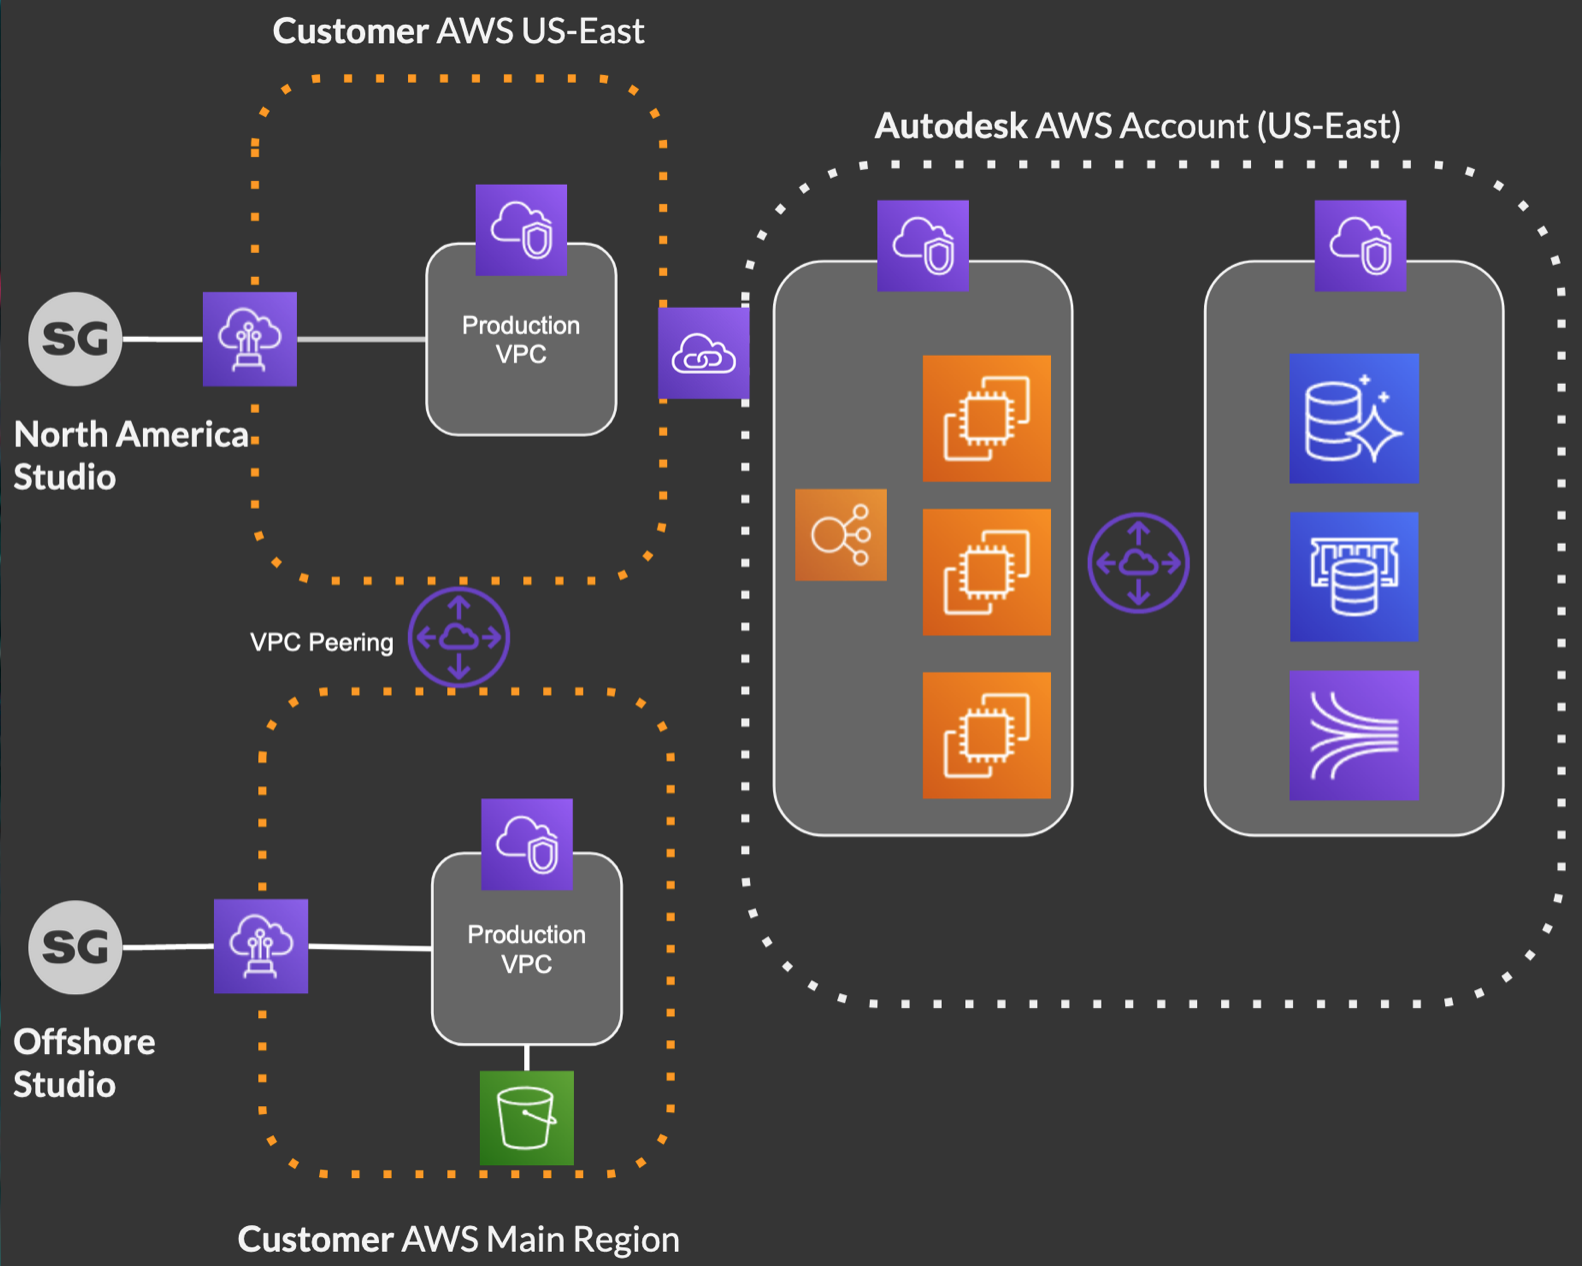 Customer AWS US-East
Autodesk AWS Account (US-East)
Production
VPC
SG
North America
Studio
VPC Peering
Production
VPC
SG
Offshore
Studio
Customer AWS Main Region